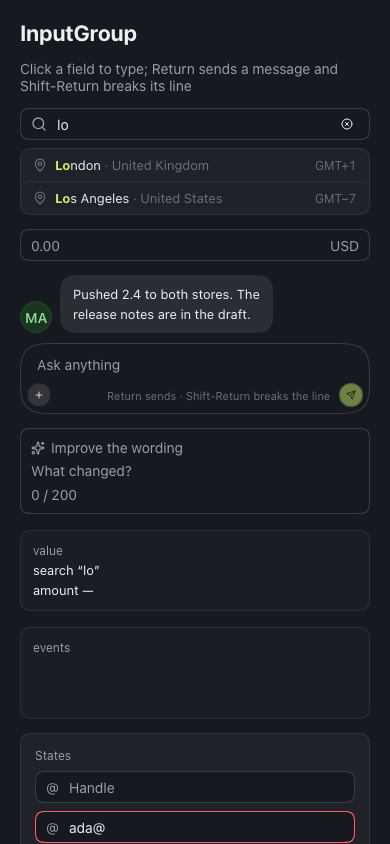 InputGroup
Click a field to type; Return sends a message and
Shift-Return breaks its line
lo
London · United Kingdom GMT+1
Los Angeles · United States GMT−7
0.00 USD
Pushed 2.4 to both stores. The
release notes are in the draft.
MA
Ask anything
Return sends · Shift-Return breaks the line
Improve the wording
What changed?
0 / 200
value
search “lo”
amount —
events
States
@ Handle
@ ada@